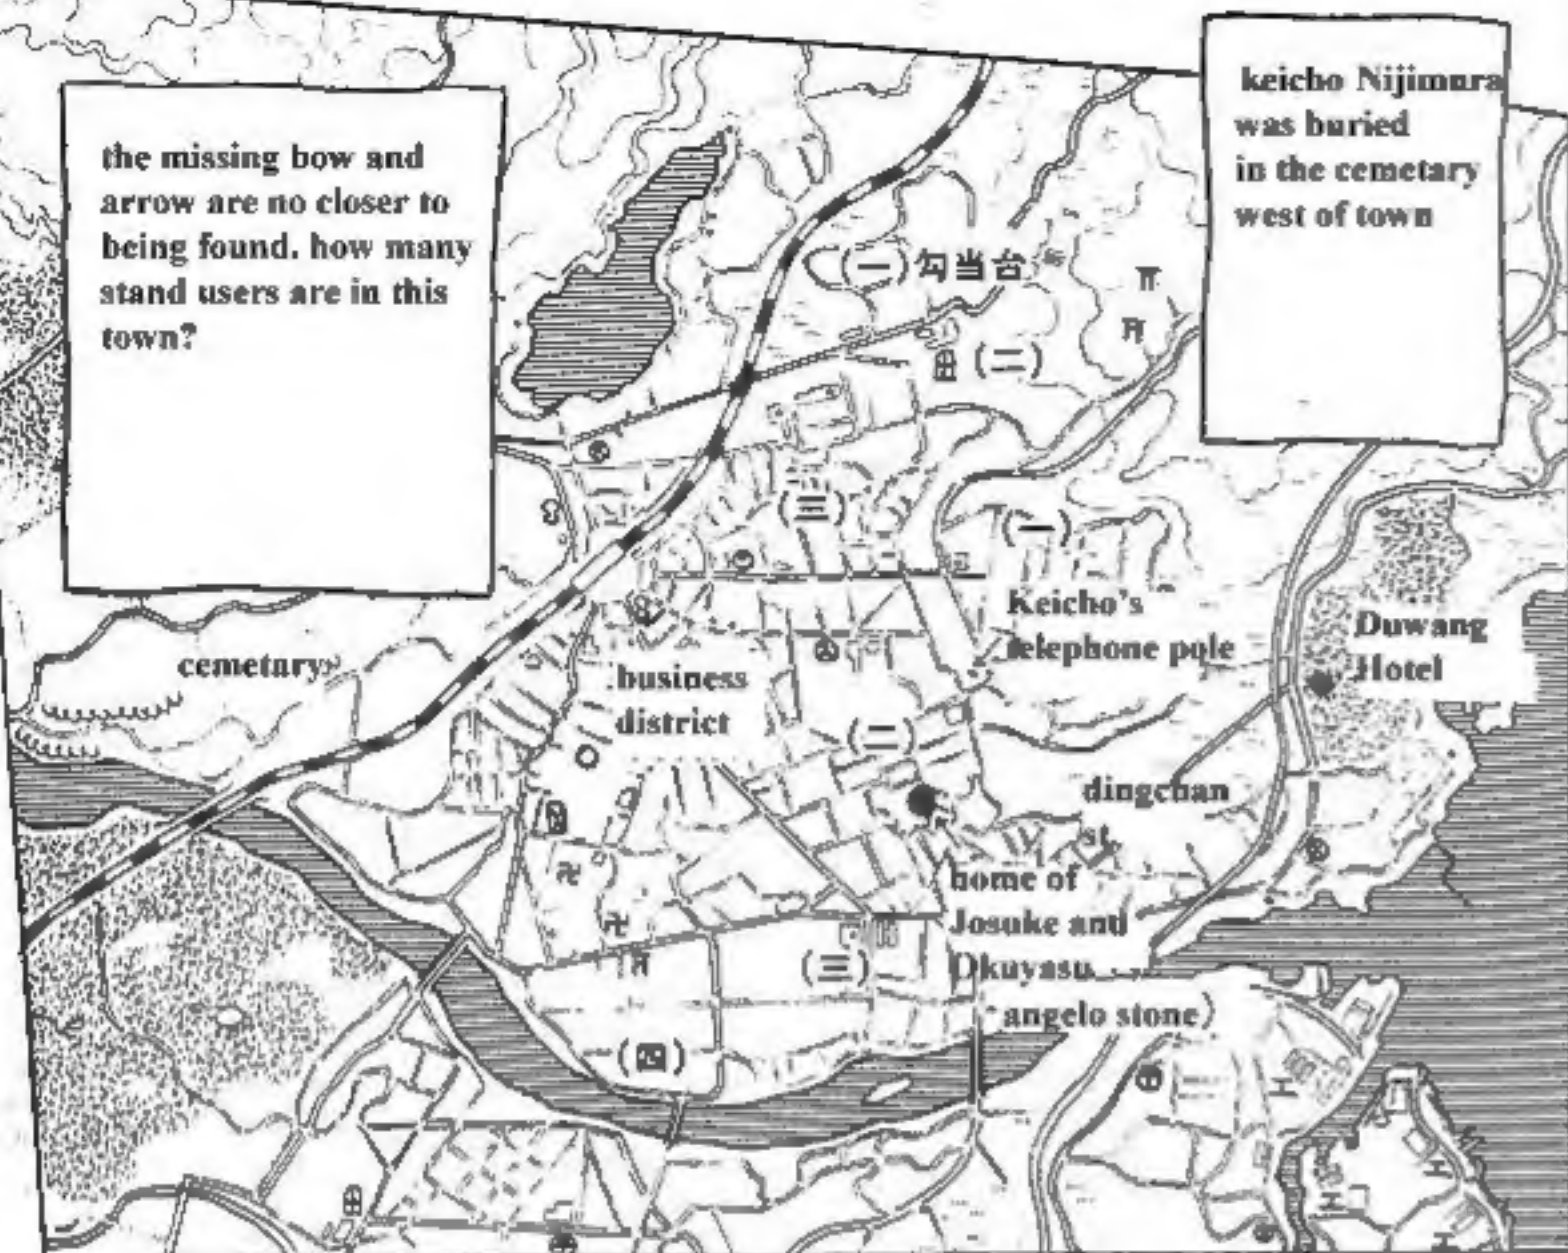 the missing bow and
arrow are no closer to
being found. how many
stand users are in this
town?
keicho Nijimura
was buried
in the cemetary
west of town
(一)勾当台
(二)
(三)
(一)
Keicho's
telephone pole
Duwang
Hotel
cemetary
business
district
(二)
dingchan
st.
home of
Josuke and
Okuyasu
angelo stone)
(三)
(四)